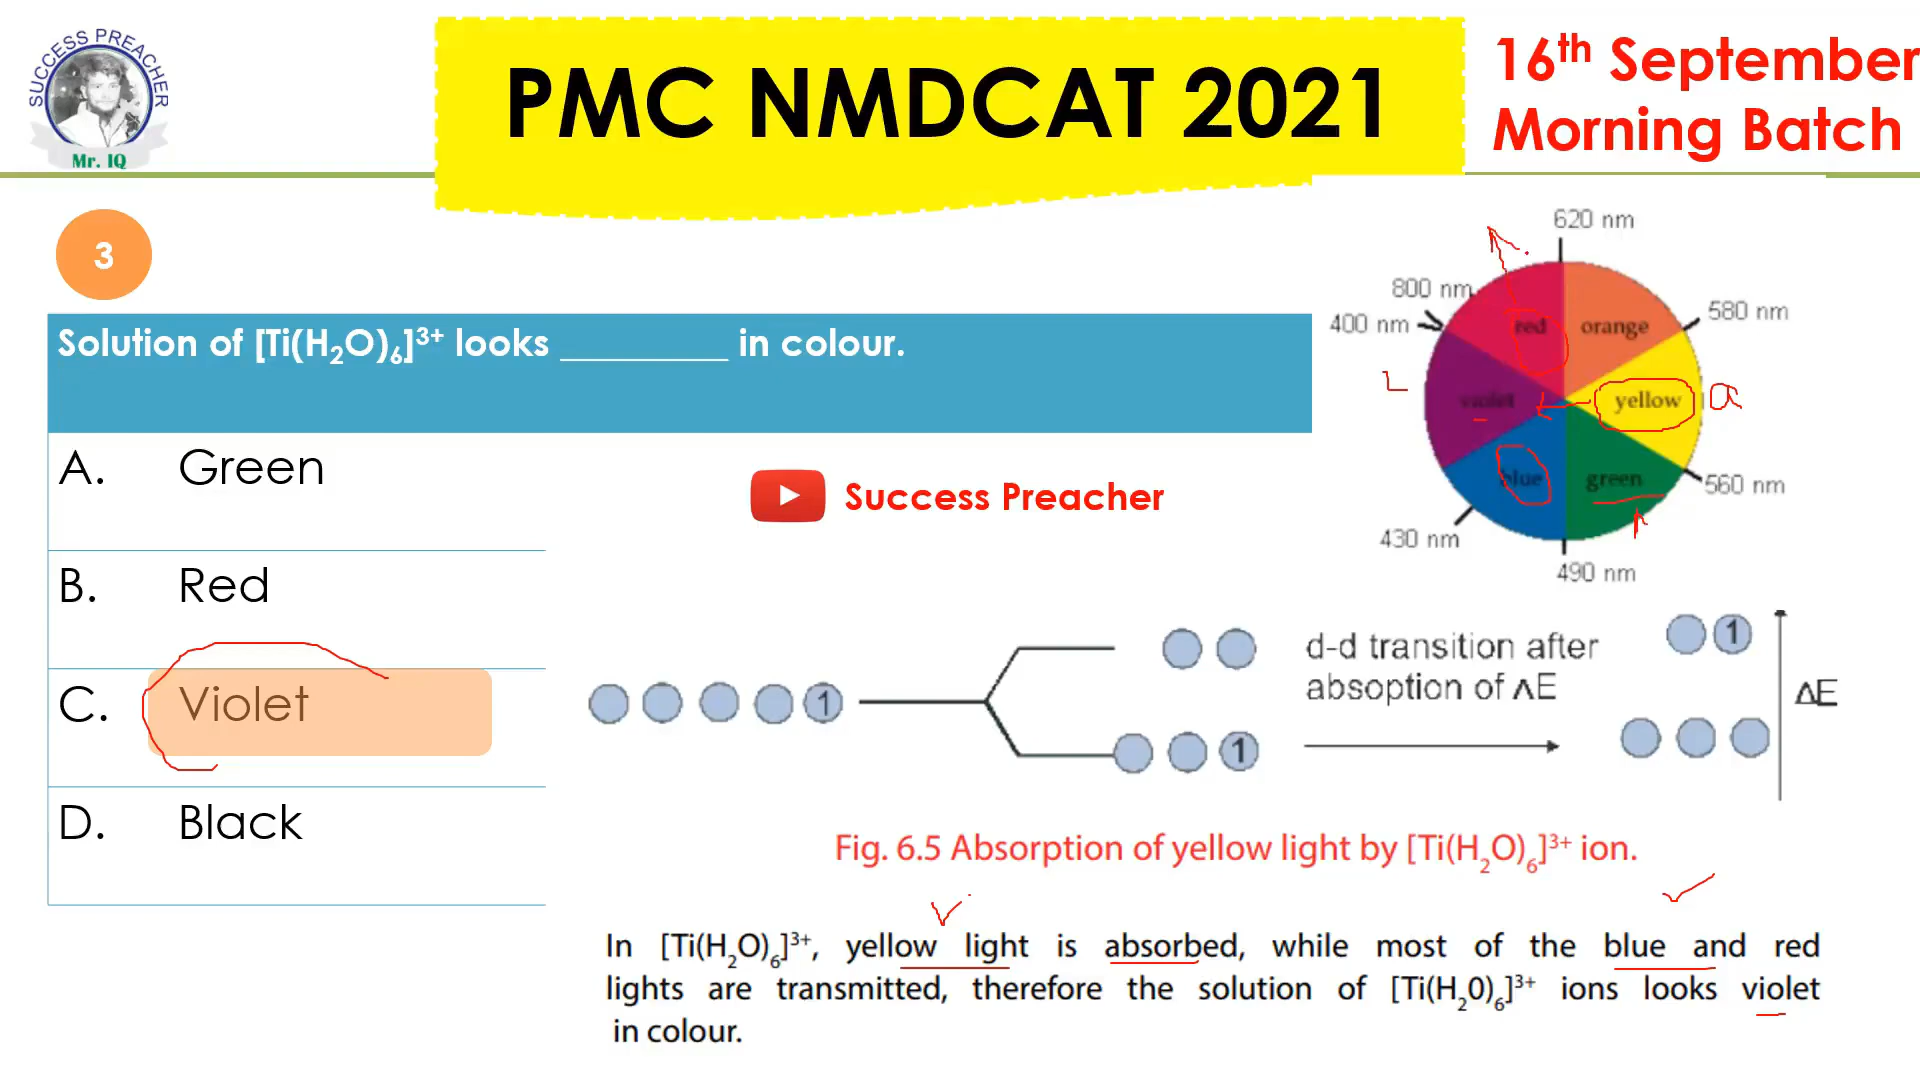 SUCCESS PREACHER
Mr. IQ
PMC NMDCAT 2021
16th September
Morning Batch
3
Solution of [Ti(H₂O)₆]³⁺ looks _________ in colour.
A. Green
B. Red
C. Violet
D. Black
Success Preacher
620 nm
800 nm
400 nm
580 nm
red
orange
violet
yellow
a
blue
green
560 nm
430 nm
490 nm
1
1
d-d transition after
absoption of ΛE
1
ΔE
Fig. 6.5 Absorption of yellow light by [Ti(H₂O)₆]³⁺ ion.
In [Ti(H₂O)₆]³⁺, yellow light is absorbed, while most of the blue and red
lights are transmitted, therefore the solution of [Ti(H₂0)₆]³⁺ ions looks violet
in colour.